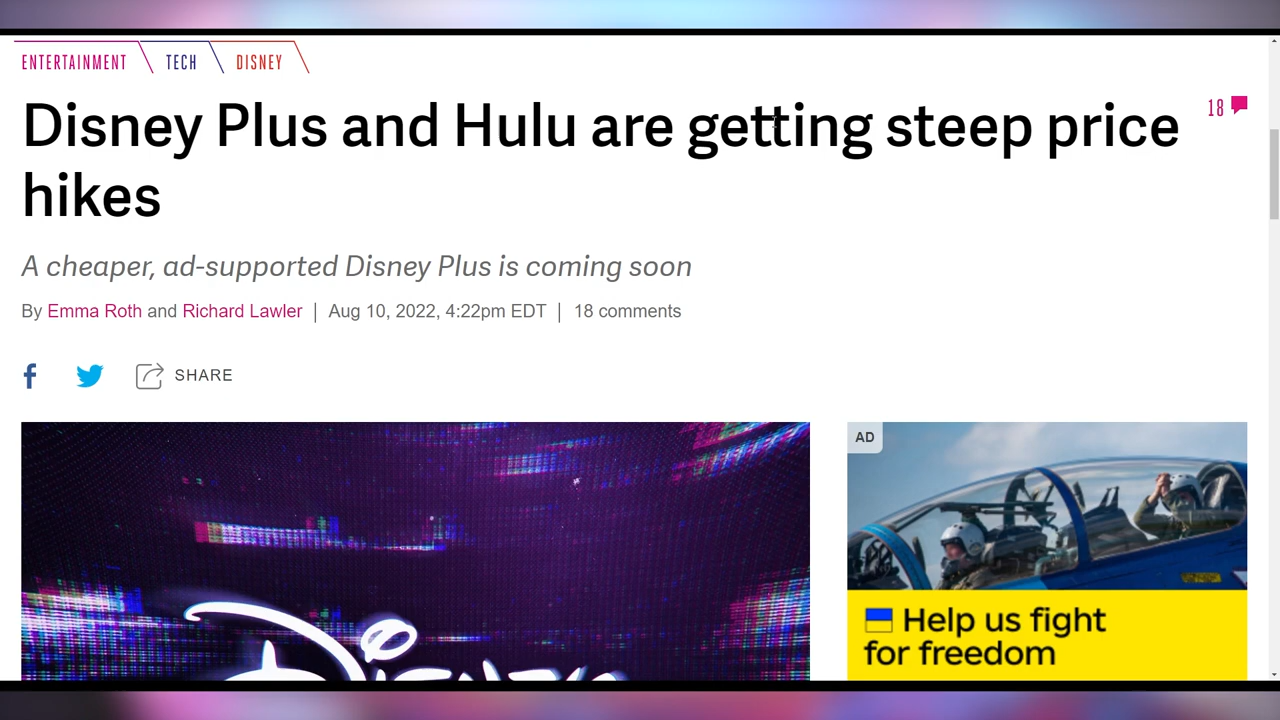 ENTERTAINMENT TECH DISNEY
Disney Plus and Hulu are getting steep price
hikes
18
A cheaper, ad-supported Disney Plus is coming soon
By Emma Roth and Richard Lawler | Aug 10, 2022, 4:22pm EDT | 18 comments
SHARE
DISNEY
AD
Help us fight
for freedom